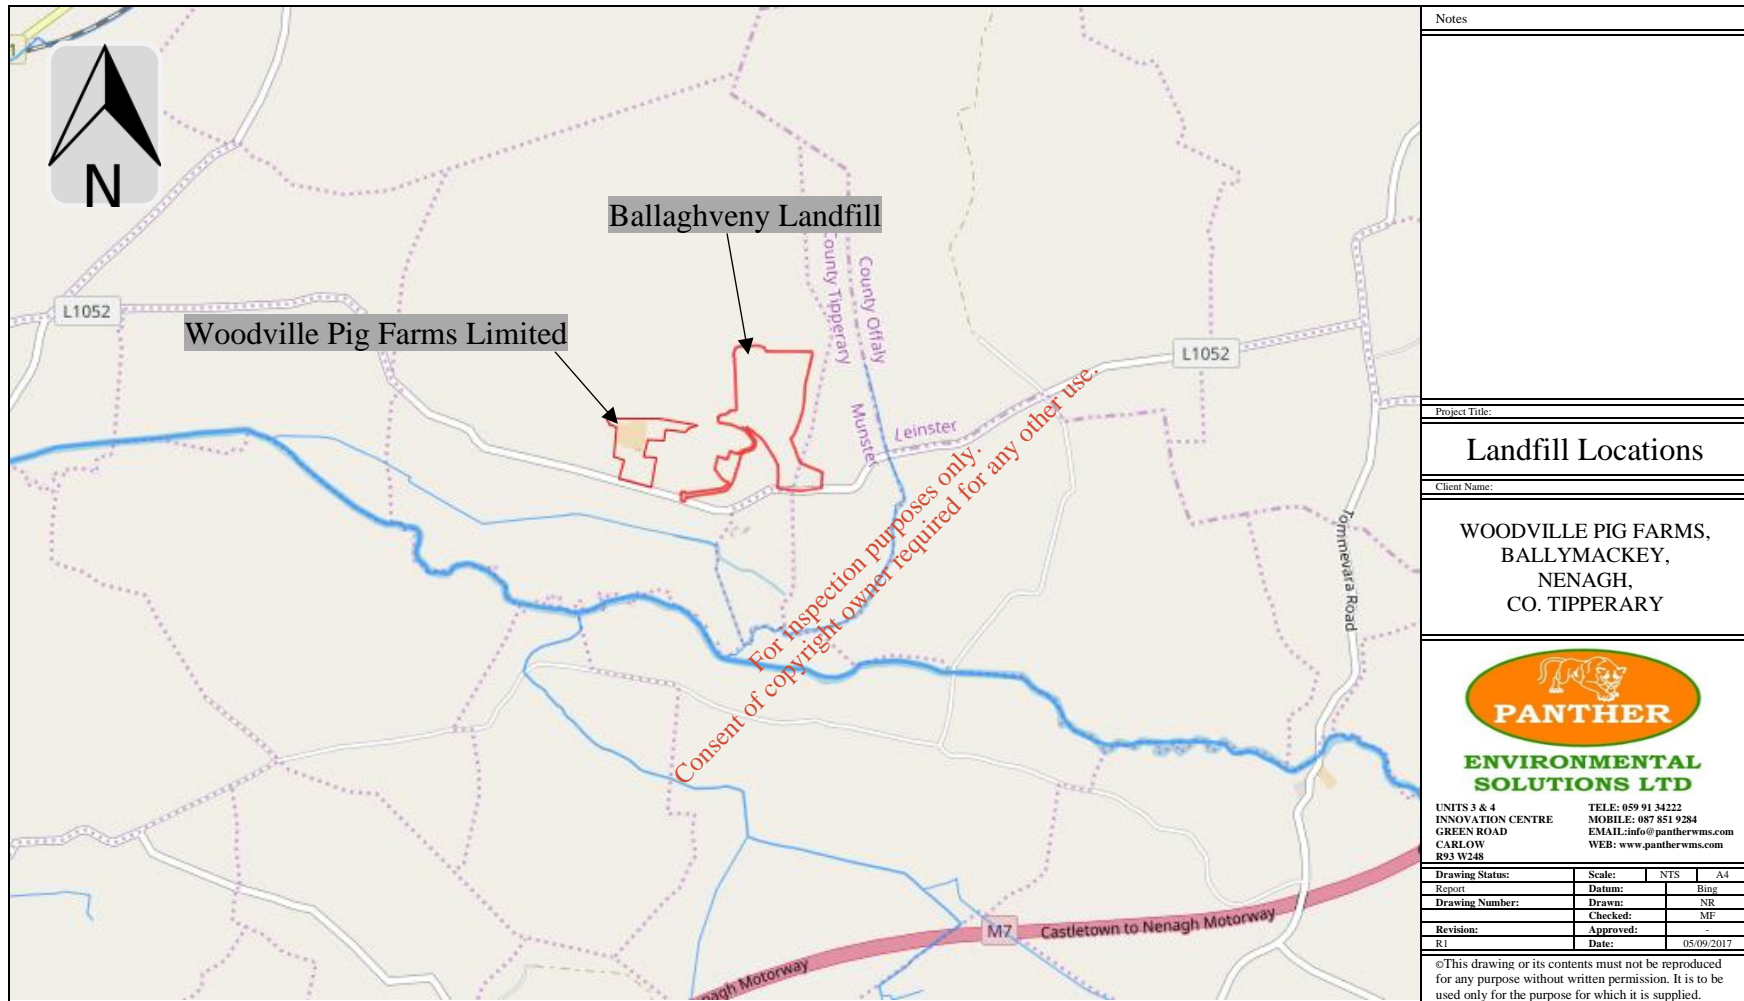 1
N
Ballaghveny Landfill
Woodville Pig Farms Limited
L1052
County Tipperary
County Offaly
Munster
Leinster
L1052
Tommevara Road
For inspection purposes only.
Consent of copyright owner required for any other use.
M7
Castletown to Nenagh Motorway
nagh Motorway
Notes
Project Title:
Landfill Locations
Client Name:
WOODVILLE PIG FARMS,
BALLYMACKEY,
NENAGH,
CO. TIPPERARY
PANTHER
ENVIRONMENTAL
SOLUTIONS LTD
UNITS 3 & 4
INNOVATION CENTRE
GREEN ROAD
CARLOW
R93 W248
TELE: 059 91 34222
MOBILE: 087 851 9284
EMAIL:info@pantherwms.com
WEB: www.pantherwms.com
Drawing Status: Scale: NTS A4
Report Datum: Bing
Drawing Number: Drawn: NR
Checked: MF
Revision: Approved: -
R1 Date: 05/09/2017
©This drawing or its contents must not be reproduced
for any purpose without written permission. It is to be
used only for the purpose for which it is supplied.